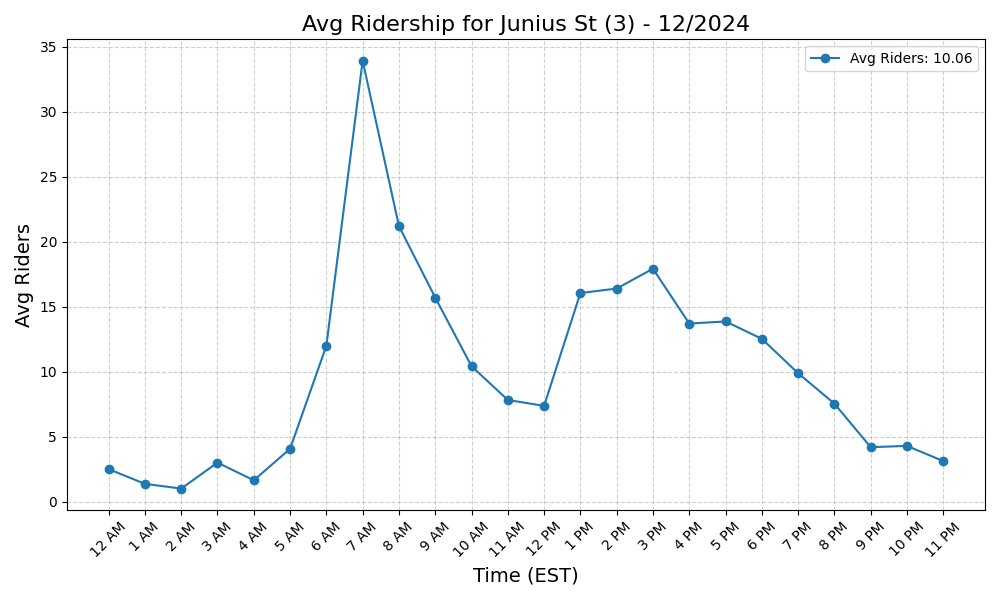 Avg Ridership for Junius St (3) - 12/2024
Avg Riders: 10.06
Avg Riders
35
30
25
20
15
10
5
0
12 AM
1 AM
2 AM
3 AM
4 AM
5 AM
6 AM
7 AM
8 AM
9 AM
10 AM
11 AM
12 PM
1 PM
2 PM
3 PM
4 PM
5 PM
6 PM
7 PM
8 PM
9 PM
10 PM
11 PM
Time (EST)